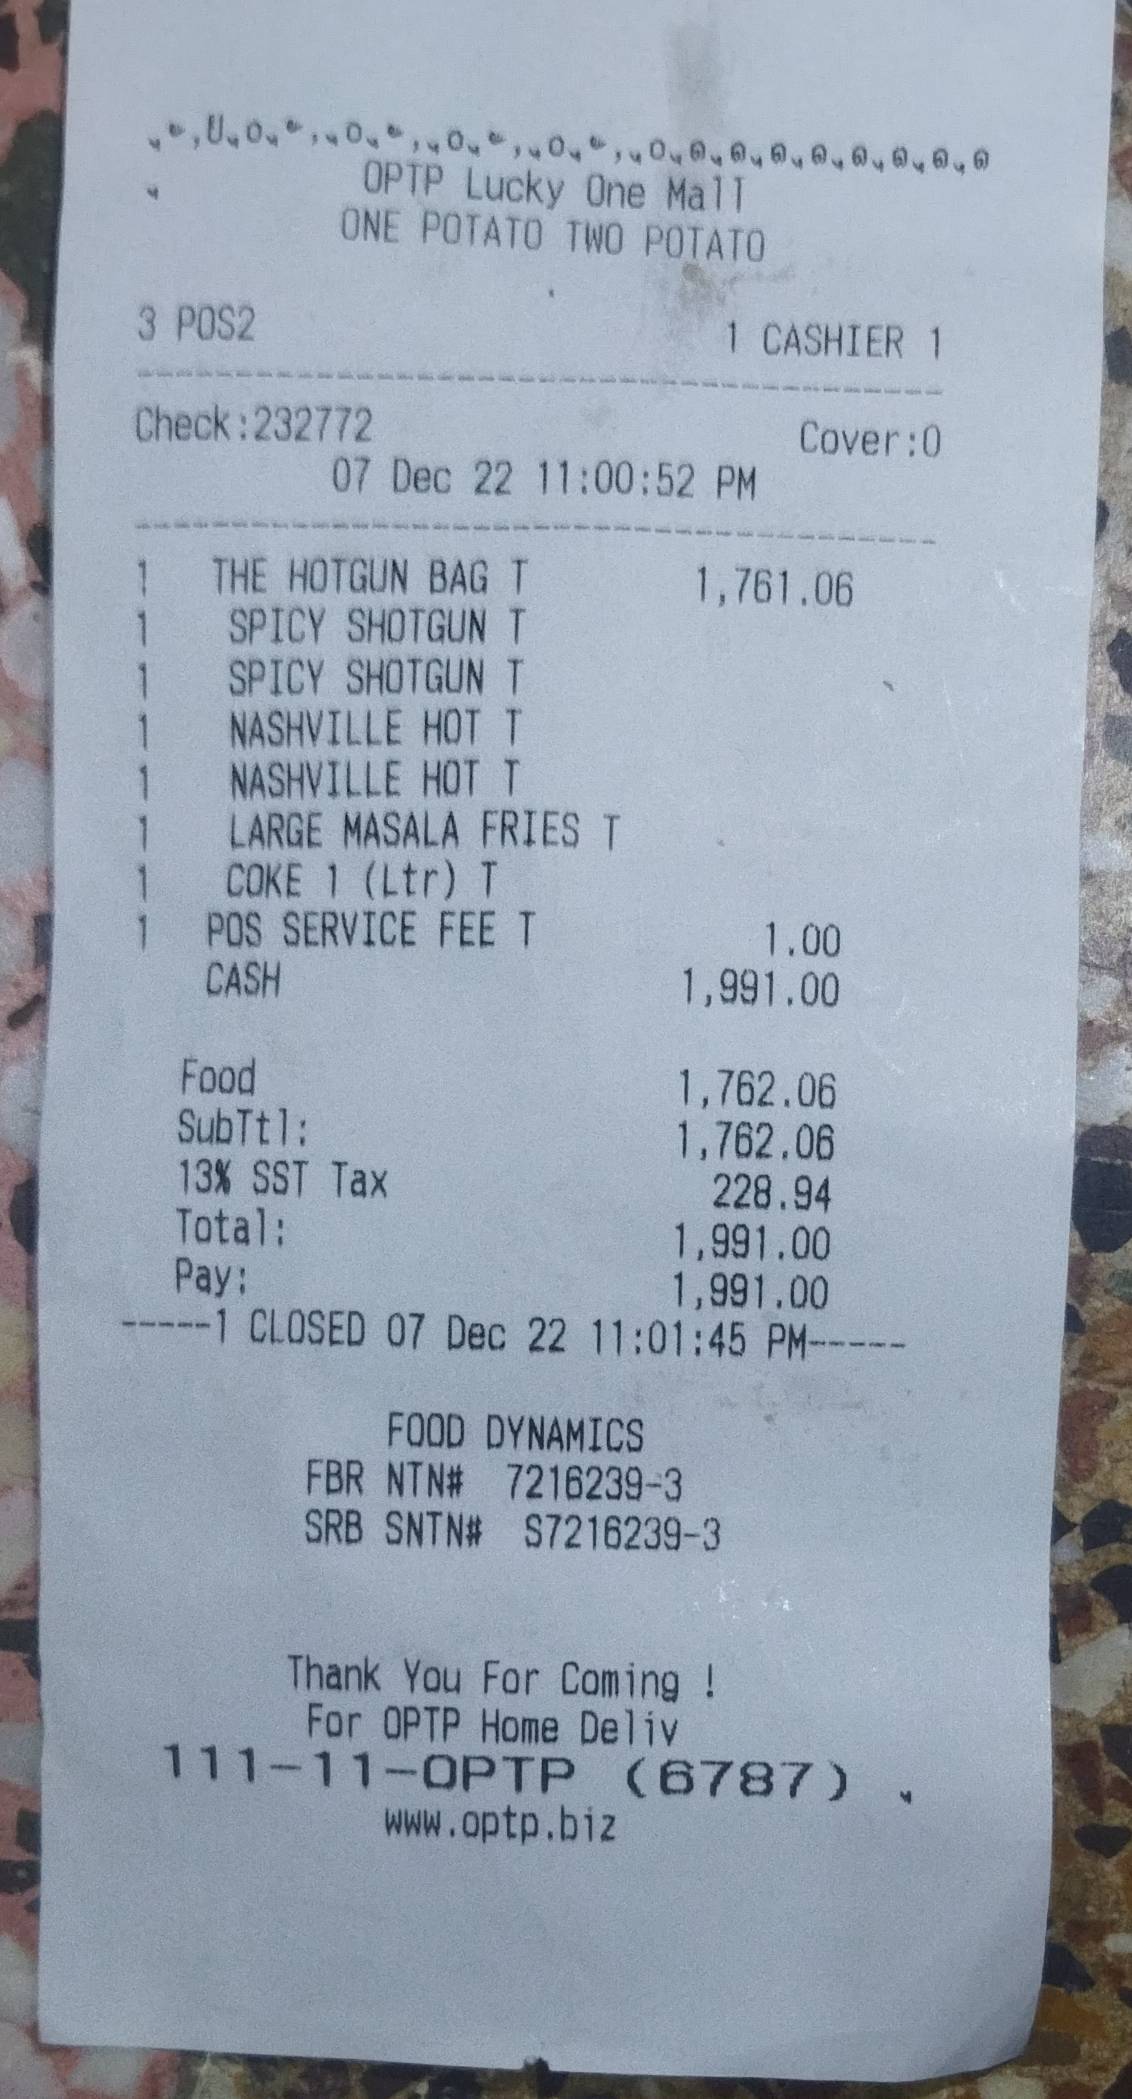 OPTP Lucky One Mall
ONE POTATO TWO POTATO
3 POS2 1 CASHIER 1
--------------------------------------
Check:232772 Cover:0
07 Dec 22 11:00:52 PM
--------------------------------------
1 THE HOTGUN BAG T 1,761.06
1 SPICY SHOTGUN T
1 SPICY SHOTGUN T
1 NASHVILLE HOT T
1 NASHVILLE HOT T
1 LARGE MASALA FRIES T
1 COKE 1 (Ltr) T
1 POS SERVICE FEE T 1.00
CASH 1,991.00
Food 1,762.06
SubTtl: 1,762.06
13% SST Tax 228.94
Total: 1,991.00
Pay: 1,991.00
-----1 CLOSED 07 Dec 22 11:01:45 PM-----
FOOD DYNAMICS
FBR NTN# 7216239-3
SRB SNTN# S7216239-3
Thank You For Coming !
For OPTP Home Deliv
111-11-OPTP (6787)
www.optp.biz